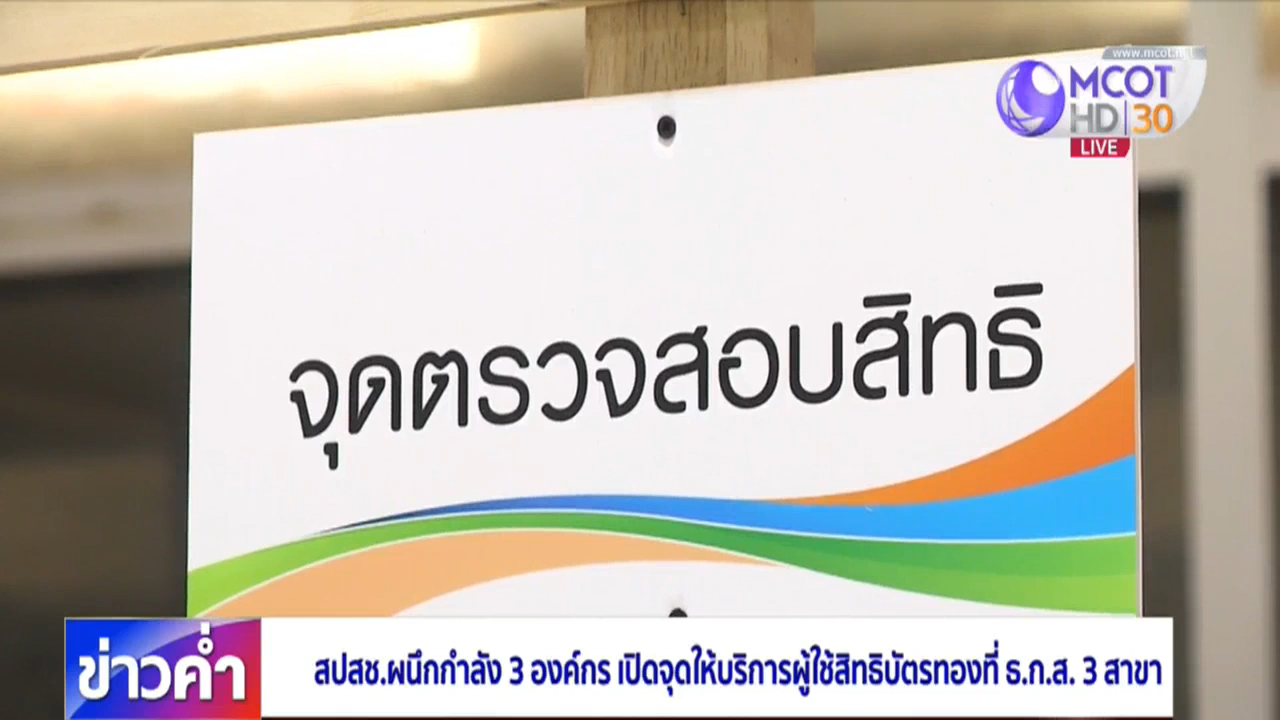 www.mcot.net
MCOT
HD 30
LIVE
จุดตรวจสอบสิทธิ
ข่าวค่ำ
สปสช.ผนึกกำลัง 3 องค์กร เปิดจุดให้บริการผู้ใช้สิทธิบัตรทองที่ ธ.ก.ส. 3 สาขา